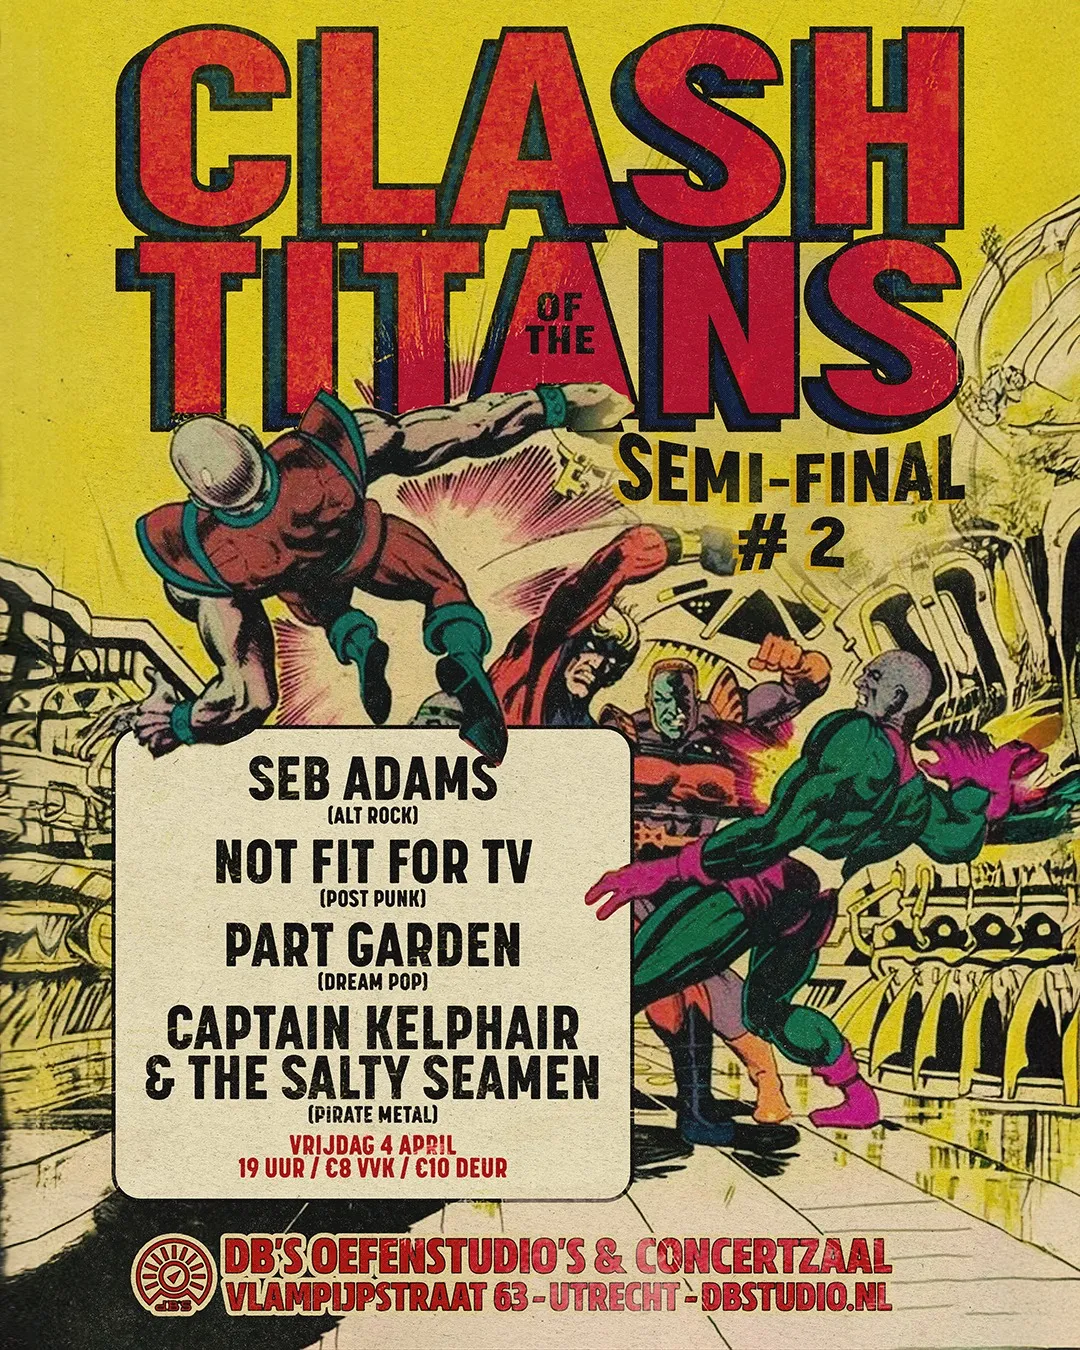 CLASH
OF THE
TITANS
SEMI-FINAL
# 2
SEB ADAMS
(ALT ROCK)
NOT FIT FOR TV
(POST PUNK)
PART GARDEN
(DREAM POP)
CAPTAIN KELPHAIR
& THE SALTY SEAMEN
(PIRATE METAL)
VRIJDAG 4 APRIL
19 UUR / €8 VVK / €10 DEUR
DB'S OEFENSTUDIO'S & CONCERTZAAL
VLAMPIJPSTRAAT 63 - UTRECHT - DBSTUDIO.NL
dB'S